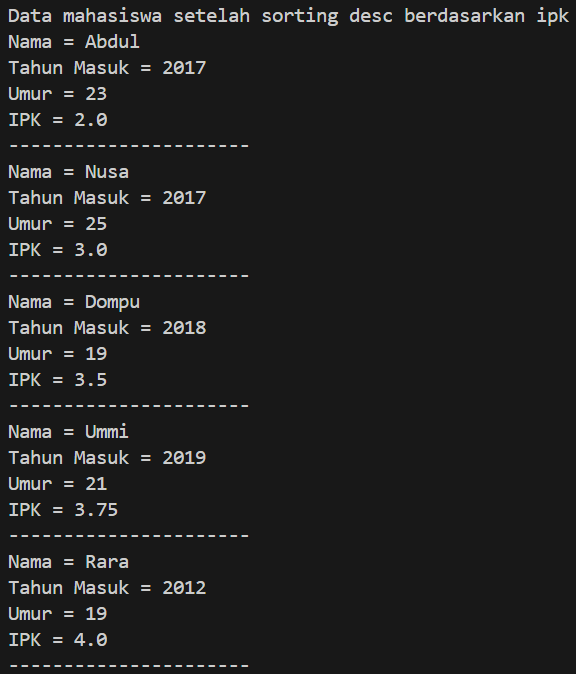 Data mahasiswa setelah sorting desc berdasarkan ipk
Nama = Abdul
Tahun Masuk = 2017
Umur = 23
IPK = 2.0
----------------------
Nama = Nusa
Tahun Masuk = 2017
Umur = 25
IPK = 3.0
----------------------
Nama = Dompu
Tahun Masuk = 2018
Umur = 19
IPK = 3.5
----------------------
Nama = Ummi
Tahun Masuk = 2019
Umur = 21
IPK = 3.75
----------------------
Nama = Rara
Tahun Masuk = 2012
Umur = 19
IPK = 4.0
----------------------